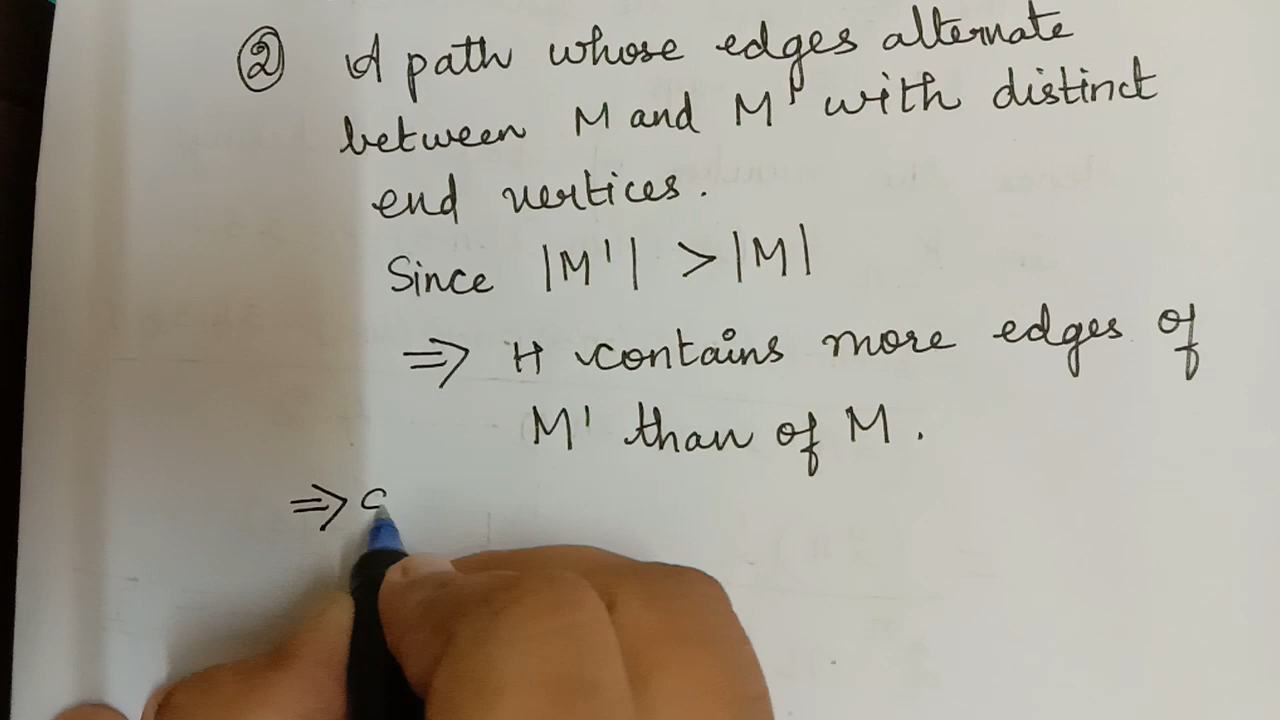 ② A path whose edges alternate
between M and M' with distinct
end vertices.
Since |M'| > |M|
⇒ H contains more edges of
M' than of M.
⇒